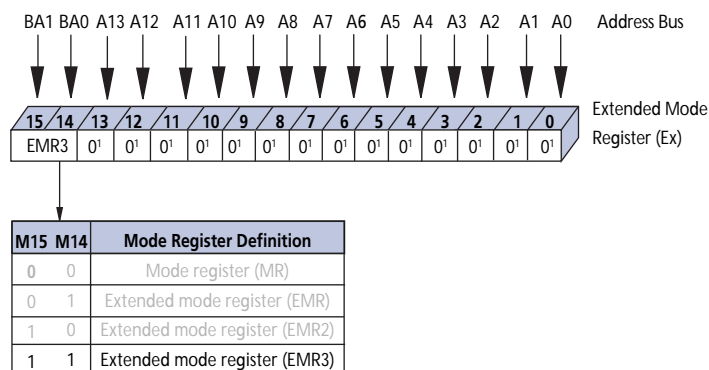 BA1 BA0 A13 A12 A11 A10 A9 A8 A7 A6 A5 A4 A3 A2 A1 A0 Address Bus
15 14 13 12 11 10 9 8 7 6 5 4 3 2 1 0 Extended Mode
Register (Ex)
EMR3 0¹ 0¹ 0¹ 0¹ 0¹ 0¹ 0¹ 0¹ 0¹ 0¹ 0¹ 0¹ 0¹ 0¹
M15 M14 Mode Register Definition
0 0 Mode register (MR)
0 1 Extended mode register (EMR)
1 0 Extended mode register (EMR2)
1 1 Extended mode register (EMR3)